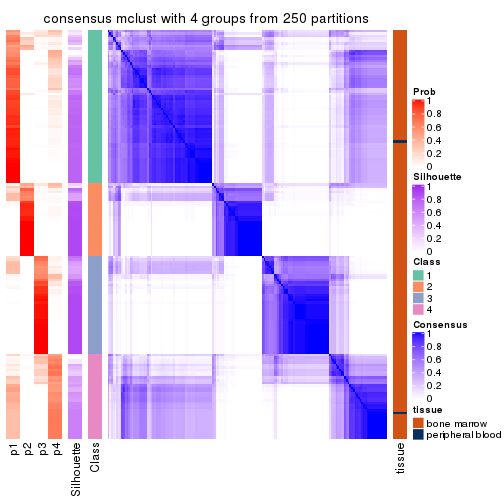 consensus mclust with 4 groups from 250 partitions
Prob
1
0.8
0.6
0.4
0.2
0
Silhouette
1
0.8
0.6
0.4
0.2
0
Class
1
2
3
4
Consensus
1
0.8
0.6
0.4
0.2
0
tissue
bone marrow
peripheral blood
p1
p2
p3
p4
Silhouette
Class
tissue